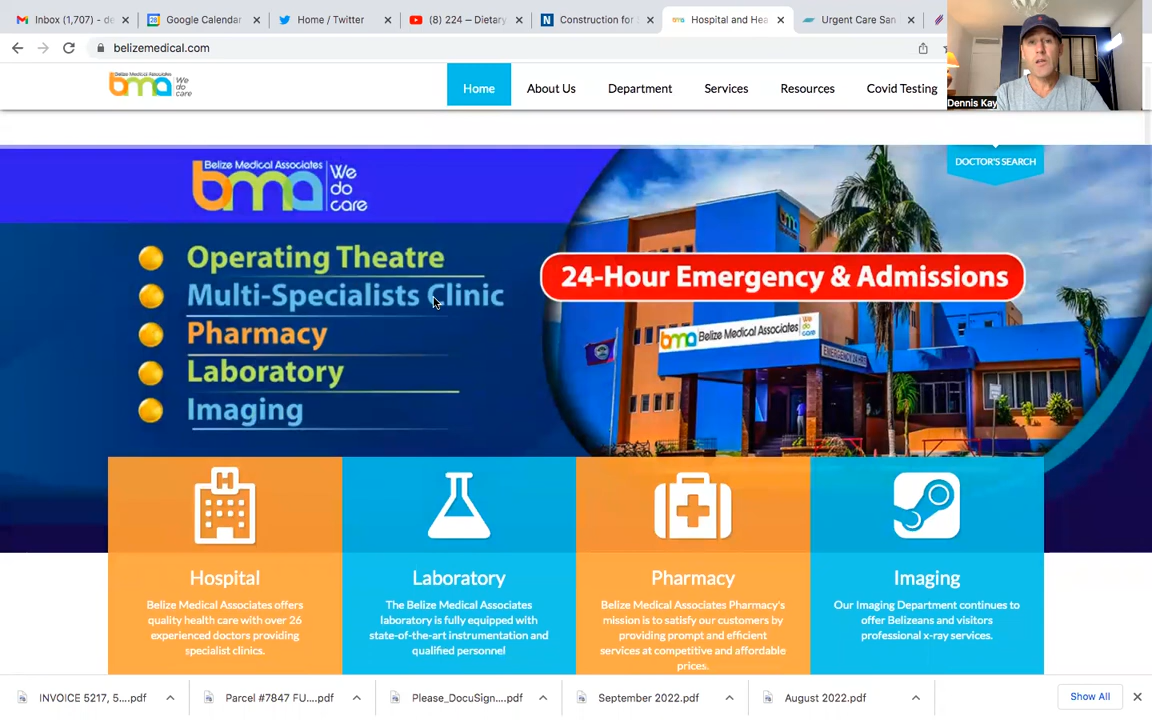 Inbox (1,707) - de
Google Calendar
Home / Twitter
(8) 224 – Dietary
Construction for
Hospital and Hea
Urgent Care San
belizemedical.com
Belize Medical Associates
bma
We
do
care
Home
About Us
Department
Services
Resources
Covid Testing
Dennis Kay
DOCTOR'S SEARCH
Belize Medical Associates
bma
We
do
care
Operating Theatre
Multi-Specialists Clinic
Pharmacy
Laboratory
Imaging
24-Hour Emergency & Admissions
bma
bma Belize Medical Associates We do care
EMERGENCY 24 HRS
Hospital
Belize Medical Associates offers
quality health care with over 26
experienced doctors providing
specialist clinics.
Laboratory
The Belize Medical Associates
laboratory is fully equipped with
state-of-the-art instrumentation and
qualified personnel
Pharmacy
Belize Medical Associates Pharmacy's
mission is to satisfy our customers by
providing prompt and efficient
services at competitive and affordable
prices.
Imaging
Our Imaging Department continues to
offer Belizeans and visitors
professional x-ray services.
INVOICE 5217, 5....pdf
Parcel #7847 FU....pdf
Please_DocuSign....pdf
September 2022.pdf
August 2022.pdf
Show All